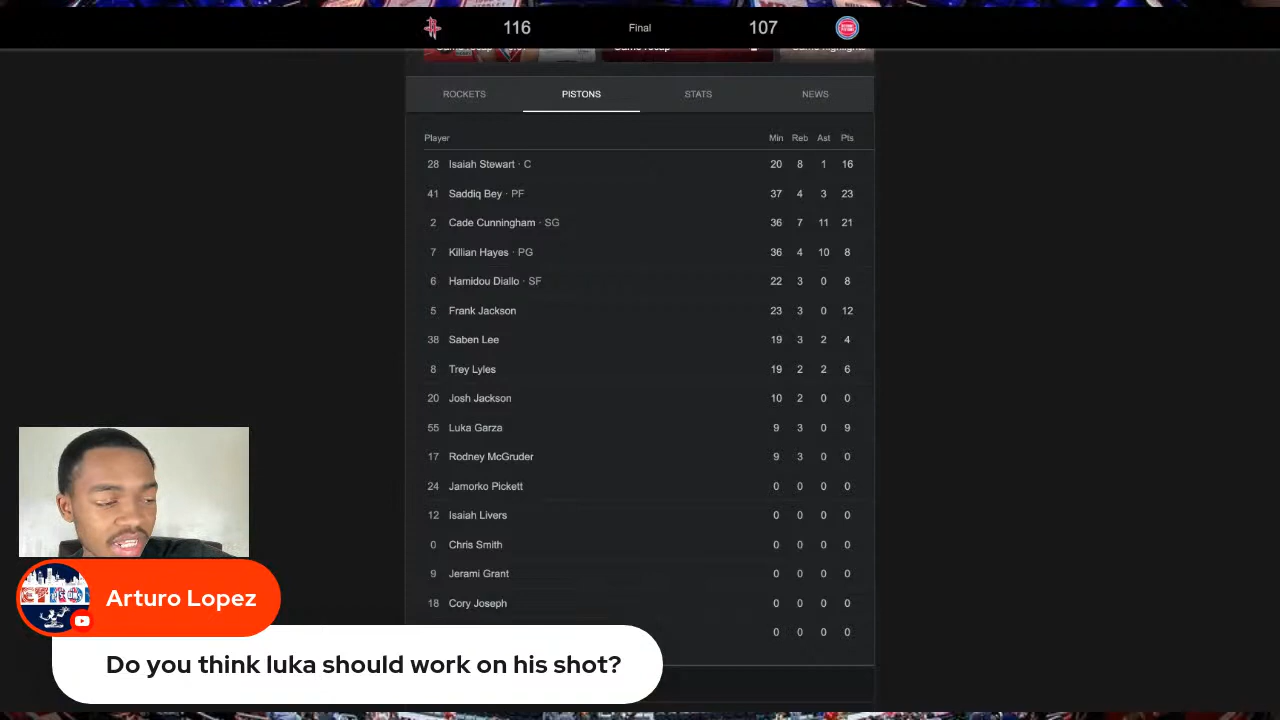 116 Final 107
ROCKETS PISTONS STATS NEWS
Player Min Reb Ast Pts
28 Isaiah Stewart · C 20 8 1 16
41 Saddiq Bey · PF 37 4 3 23
2 Cade Cunningham · SG 36 7 11 21
7 Killian Hayes · PG 36 4 10 8
6 Hamidou Diallo · SF 22 3 0 8
5 Frank Jackson 23 3 0 12
38 Saben Lee 19 3 2 4
8 Trey Lyles 19 2 2 6
20 Josh Jackson 10 2 0 0
55 Luka Garza 9 3 0 9
17 Rodney McGruder 9 3 0 0
24 Jamorko Pickett 0 0 0 0
12 Isaiah Livers 0 0 0 0
0 Chris Smith 0 0 0 0
9 Jerami Grant 0 0 0 0
18 Cory Joseph 0 0 0 0
0 0 0 0
Arturo Lopez
Do you think luka should work on his shot?